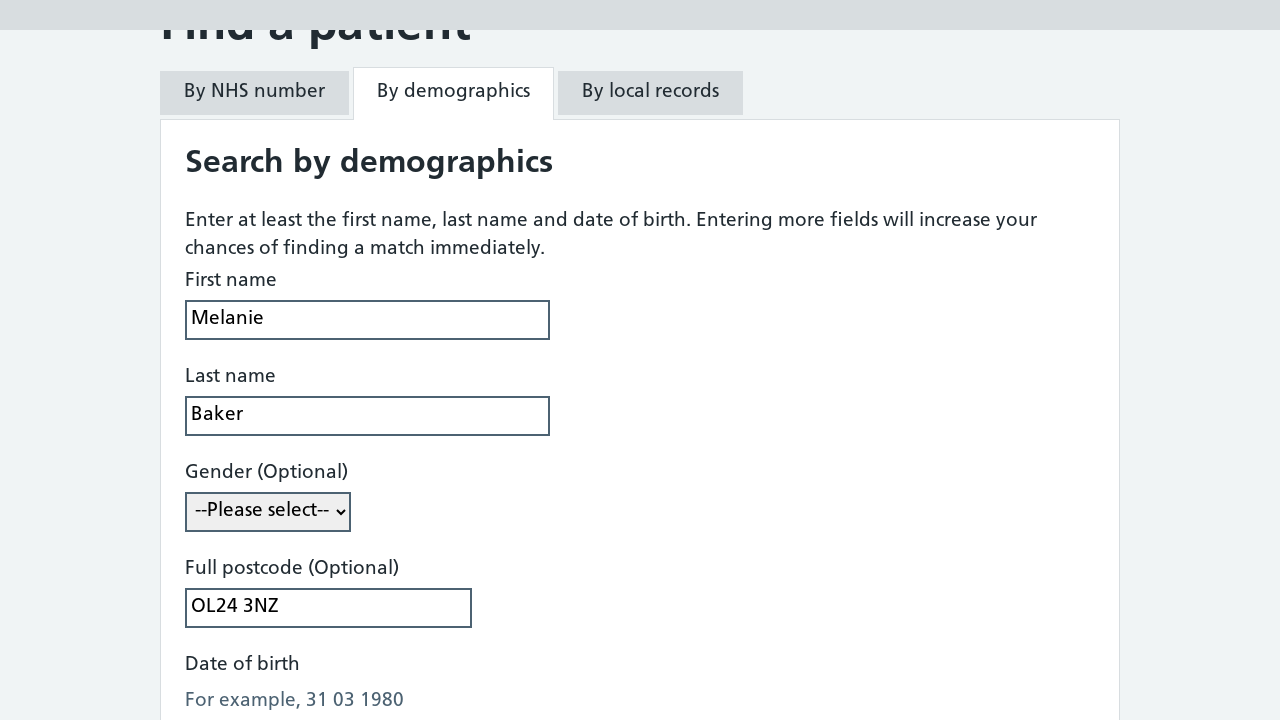 Find a patient
By NHS number
By demographics
By local records
Search by demographics
Enter at least the first name, last name and date of birth. Entering more fields will increase your
chances of finding a match immediately.
First name
Melanie
Last name
Baker
Gender (Optional)
--Please select--
Full postcode (Optional)
OL24 3NZ
Date of birth
For example, 31 03 1980